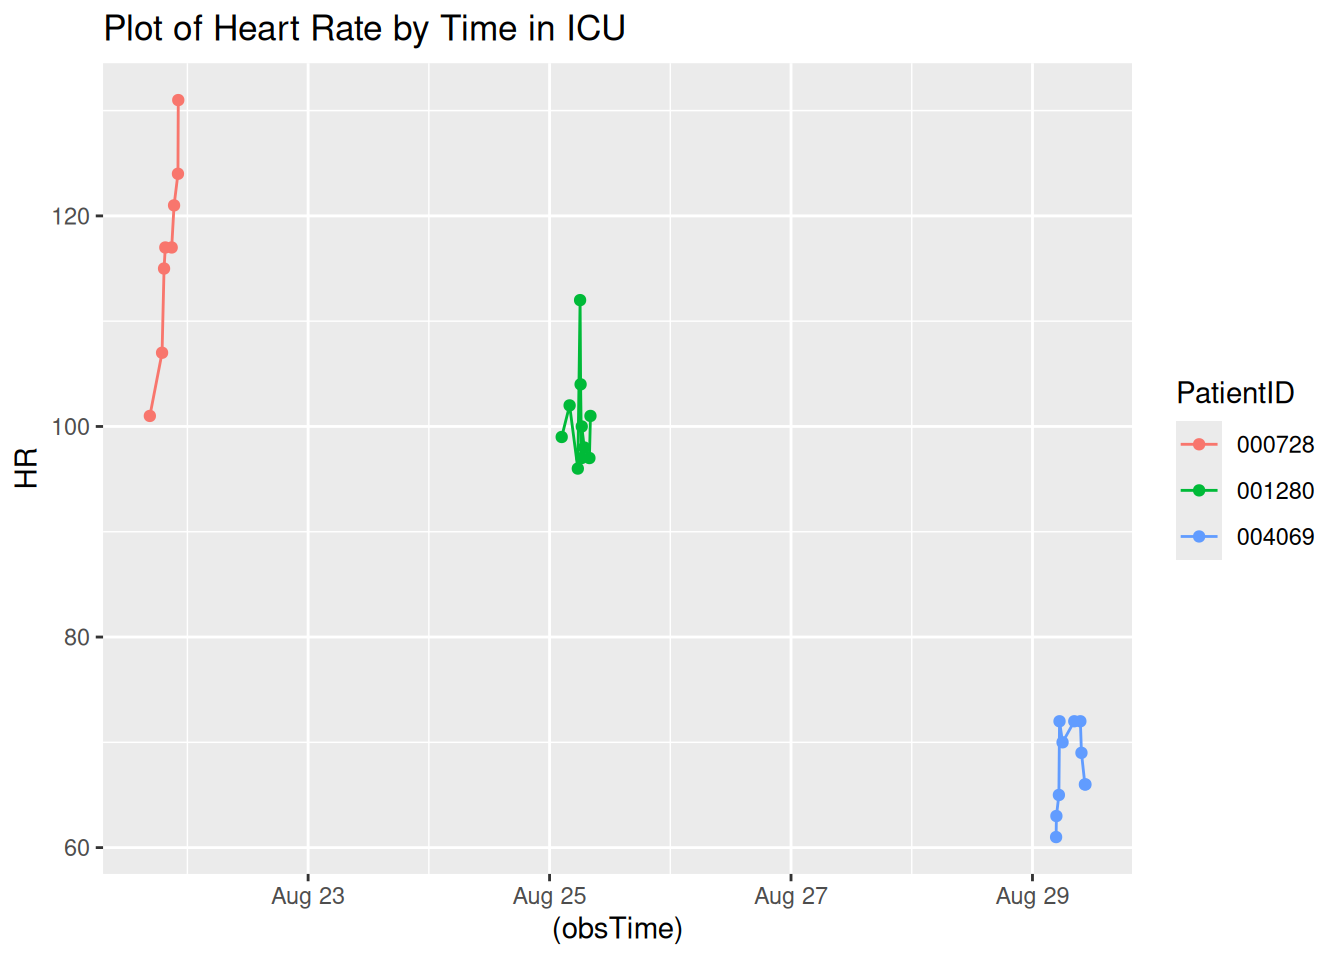 Plot of Heart Rate by Time in ICU
120
100
80
60
HR
Aug 23
Aug 25
Aug 27
Aug 29
(obsTime)
PatientID
000728
001280
004069